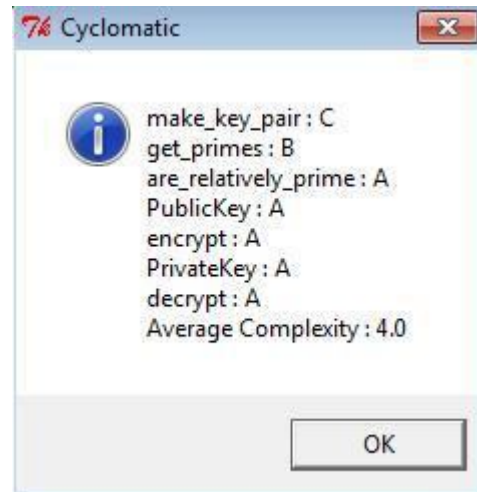 Cyclomatic
make_key_pair : C
get_primes : B
are_relatively_prime : A
PublicKey : A
encrypt : A
PrivateKey : A
decrypt : A
Average Complexity : 4.0
OK